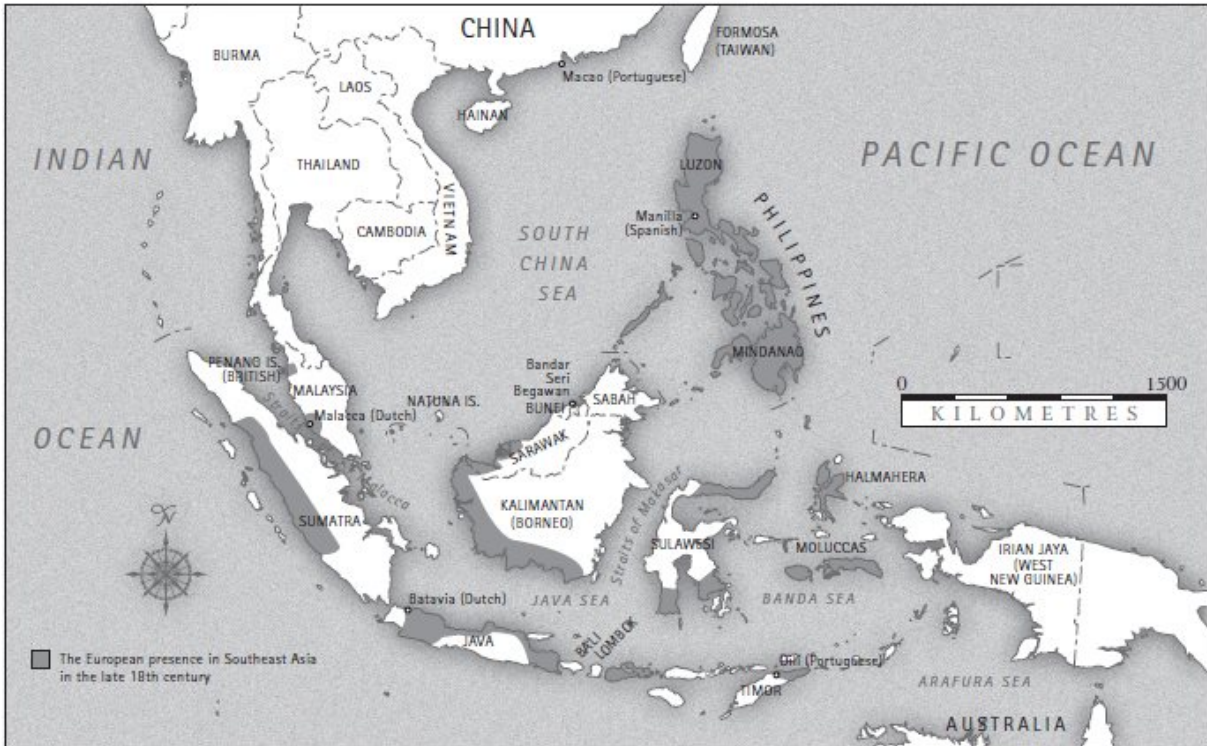 CHINA
FORMOSA
(TAIWAN)
BURMA
Macao (Portuguese)
LAOS
HAINAN
INDIAN
PACIFIC OCEAN
THAILAND
LUZON
VIETNAM
PHILIPPINES
Manilla
(Spanish)
CAMBODIA
SOUTH
CHINA
SEA
MINDANAO
PENANG IS.
(BRITISH)
MALAYSIA
Bandar
Seri
Begawan
BUNEI
SABAH
0 1500
KILOMETRES
NATUNA IS.
Malacca (Dutch)
Straits of Malacca
OCEAN
SARAWAK
KALIMANTAN
(BORNEO)
Straits of Makasar
HALMAHERA
SUMATRA
SULAWESI
MOLUCCAS
IRIAN JAYA
(WEST
NEW GUINEA)
N
Batavia (Dutch)
JAVA SEA
BANDA SEA
JAVA
BALI
LOMBOK
The European presence in Southeast Asia
in the late 18th century
Dili (Portuguese)
TIMOR
ARAFURA SEA
AUSTRALIA